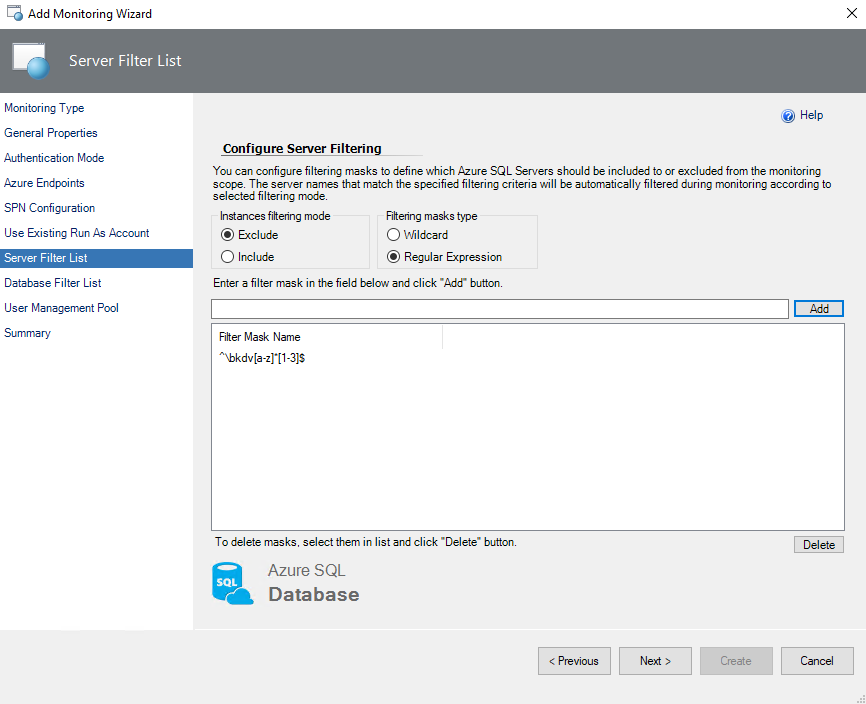 Add Monitoring Wizard
Server Filter List
Monitoring Type
General Properties
Authentication Mode
Azure Endpoints
SPN Configuration
Use Existing Run As Account
Server Filter List
Database Filter List
User Management Pool
Summary
Help
Configure Server Filtering
You can configure filtering masks to define which Azure SQL Servers should be included to or excluded from the monitoring
scope. The server names that match the specified filtering criteria will be automatically filtered during monitoring according to
selected filtering mode.
Instances filtering mode
Exclude
Include
Filtering masks type
Wildcard
Regular Expression
Enter a filter mask in the field below and click "Add" button.
Add
Filter Mask Name
^\bkdv[a-z]*[1-3]$
To delete masks, select them in list and click "Delete" button.
Delete
SQL
Azure SQL
Database
< Previous
Next >
Create
Cancel